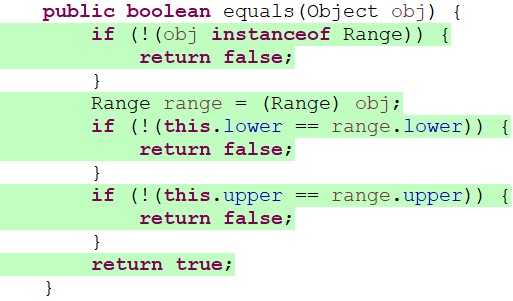 public boolean equals(Object obj) {
if (!(obj instanceof Range)) {
return false;
}
Range range = (Range) obj;
if (!(this.lower == range.lower)) {
return false;
}
if (!(this.upper == range.upper)) {
return false;
}
return true;
}